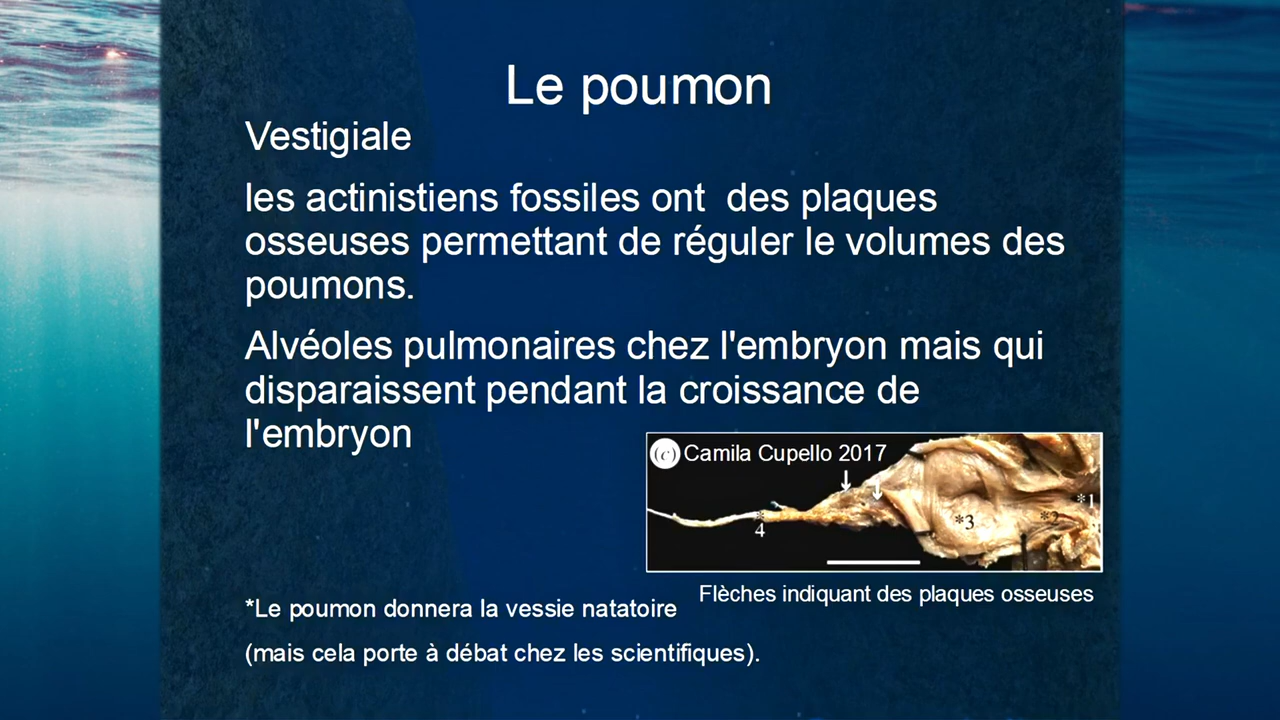 Le poumon
Vestigiale
les actinistiens fossiles ont  des plaques
osseuses permettant de réguler le volumes des
poumons.
Alvéoles pulmonaires chez l'embryon mais qui
disparaissent pendant la croissance de
l'embryon
(c) Camila Cupello 2017
*1
*2
*3
*
4
Flèches indiquant des plaques osseuses
*Le poumon donnera la vessie natatoire
(mais cela porte à débat chez les scientifiques).